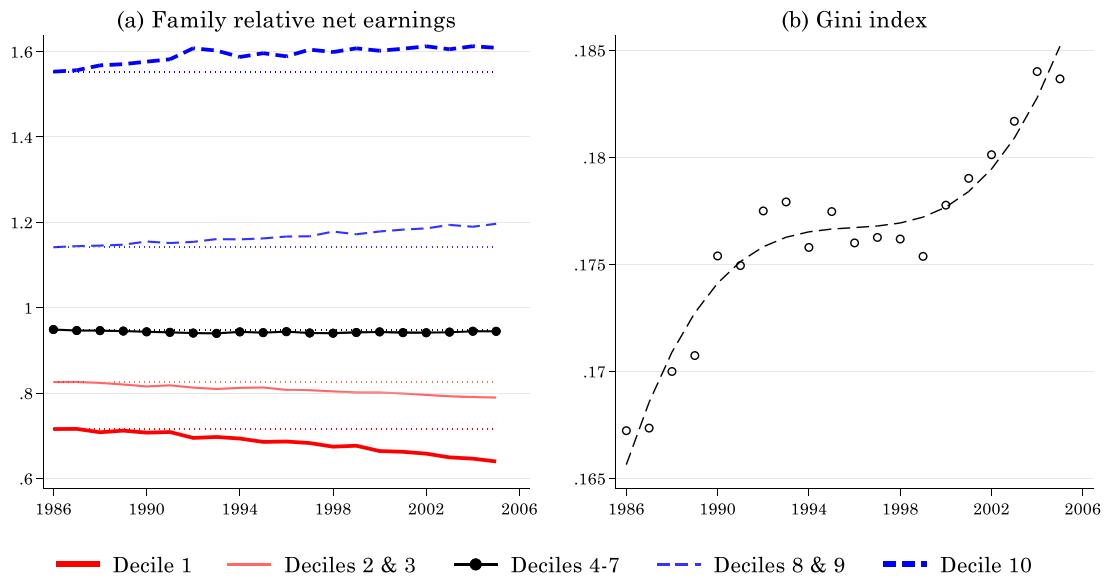 (a) Family relative net earnings
(b) Gini index
1.6
1.4
1.2
1
.8
.6
1986 1990 1994 1998 2002 2006
.185
.18
.175
.17
.165
1986 1990 1994 1998 2002 2006
Decile 1 Deciles 2 & 3 Deciles 4-7 Deciles 8 & 9 Decile 10